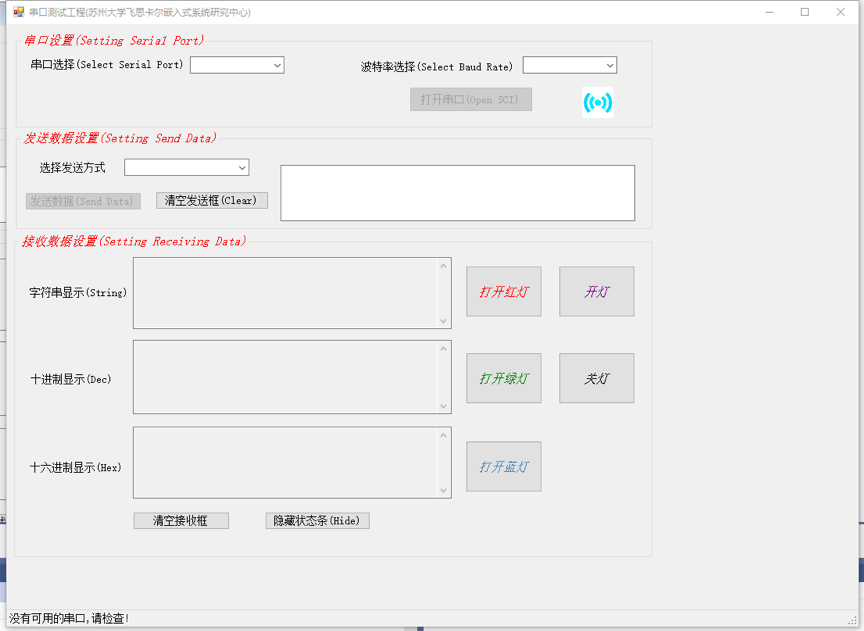 串口测试工程(苏州大学飞思卡尔嵌入式系统研究中心)
串口设置(Setting Serial Port)
串口选择(Select Serial Port)
波特率选择(Select Baud Rate)
打开串口(Open SCI)
发送数据设置(Setting Send Data)
选择发送方式
发送数据(Send Data)
清空发送框(Clear)
接收数据设置(Setting Receiving Data)
字符串显示(String)
打开红灯
开灯
十进制显示(Dec)
打开绿灯
关灯
十六进制显示(Hex)
打开蓝灯
清空接收框
隐藏状态条(Hide)
没有可用的串口,请检查!